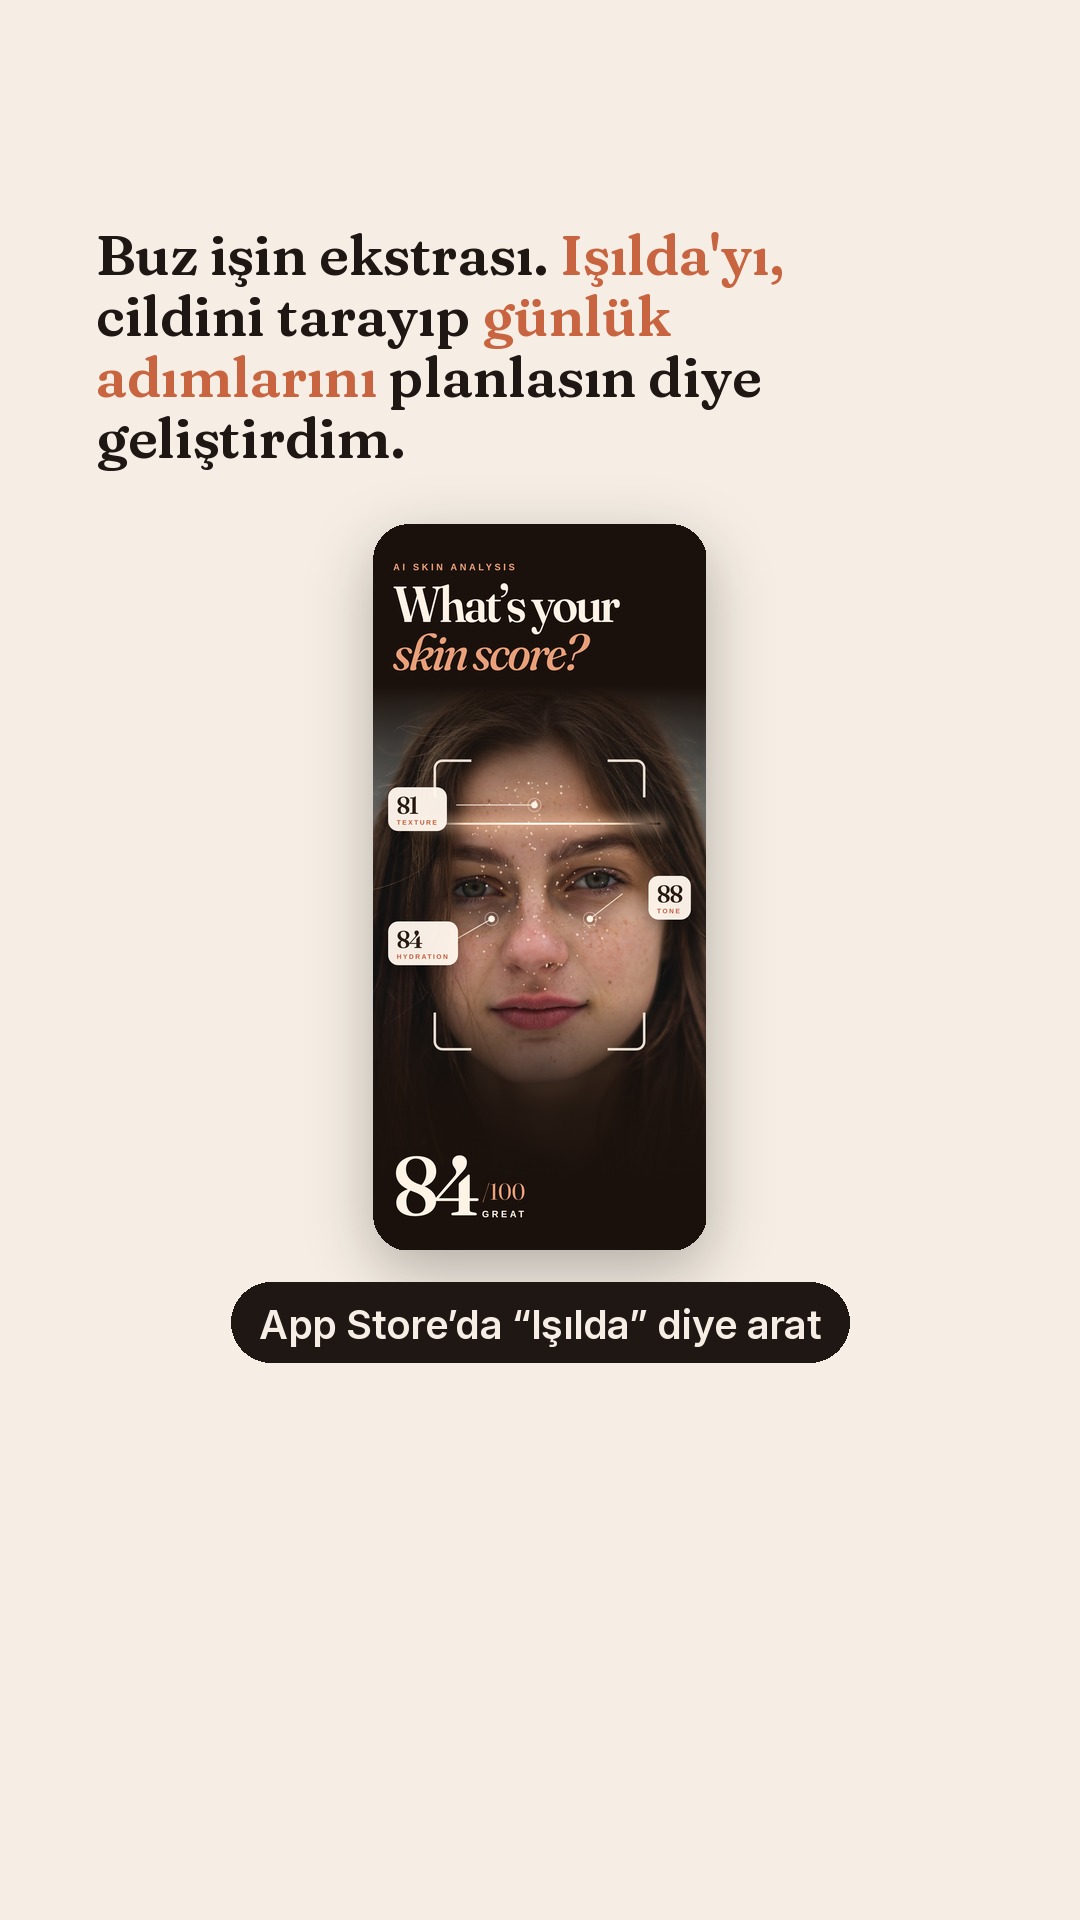 Buz işin ekstrası. Işılda'yı,
cildini tarayıp günlük
adımlarını planlasın diye
geliştirdim.
AI SKIN ANALYSIS
What's your
skin score?
81
TEXTURE
88
TONE
84
HYDRATION
84 /100
GREAT
App Store’da “Işılda” diye arat